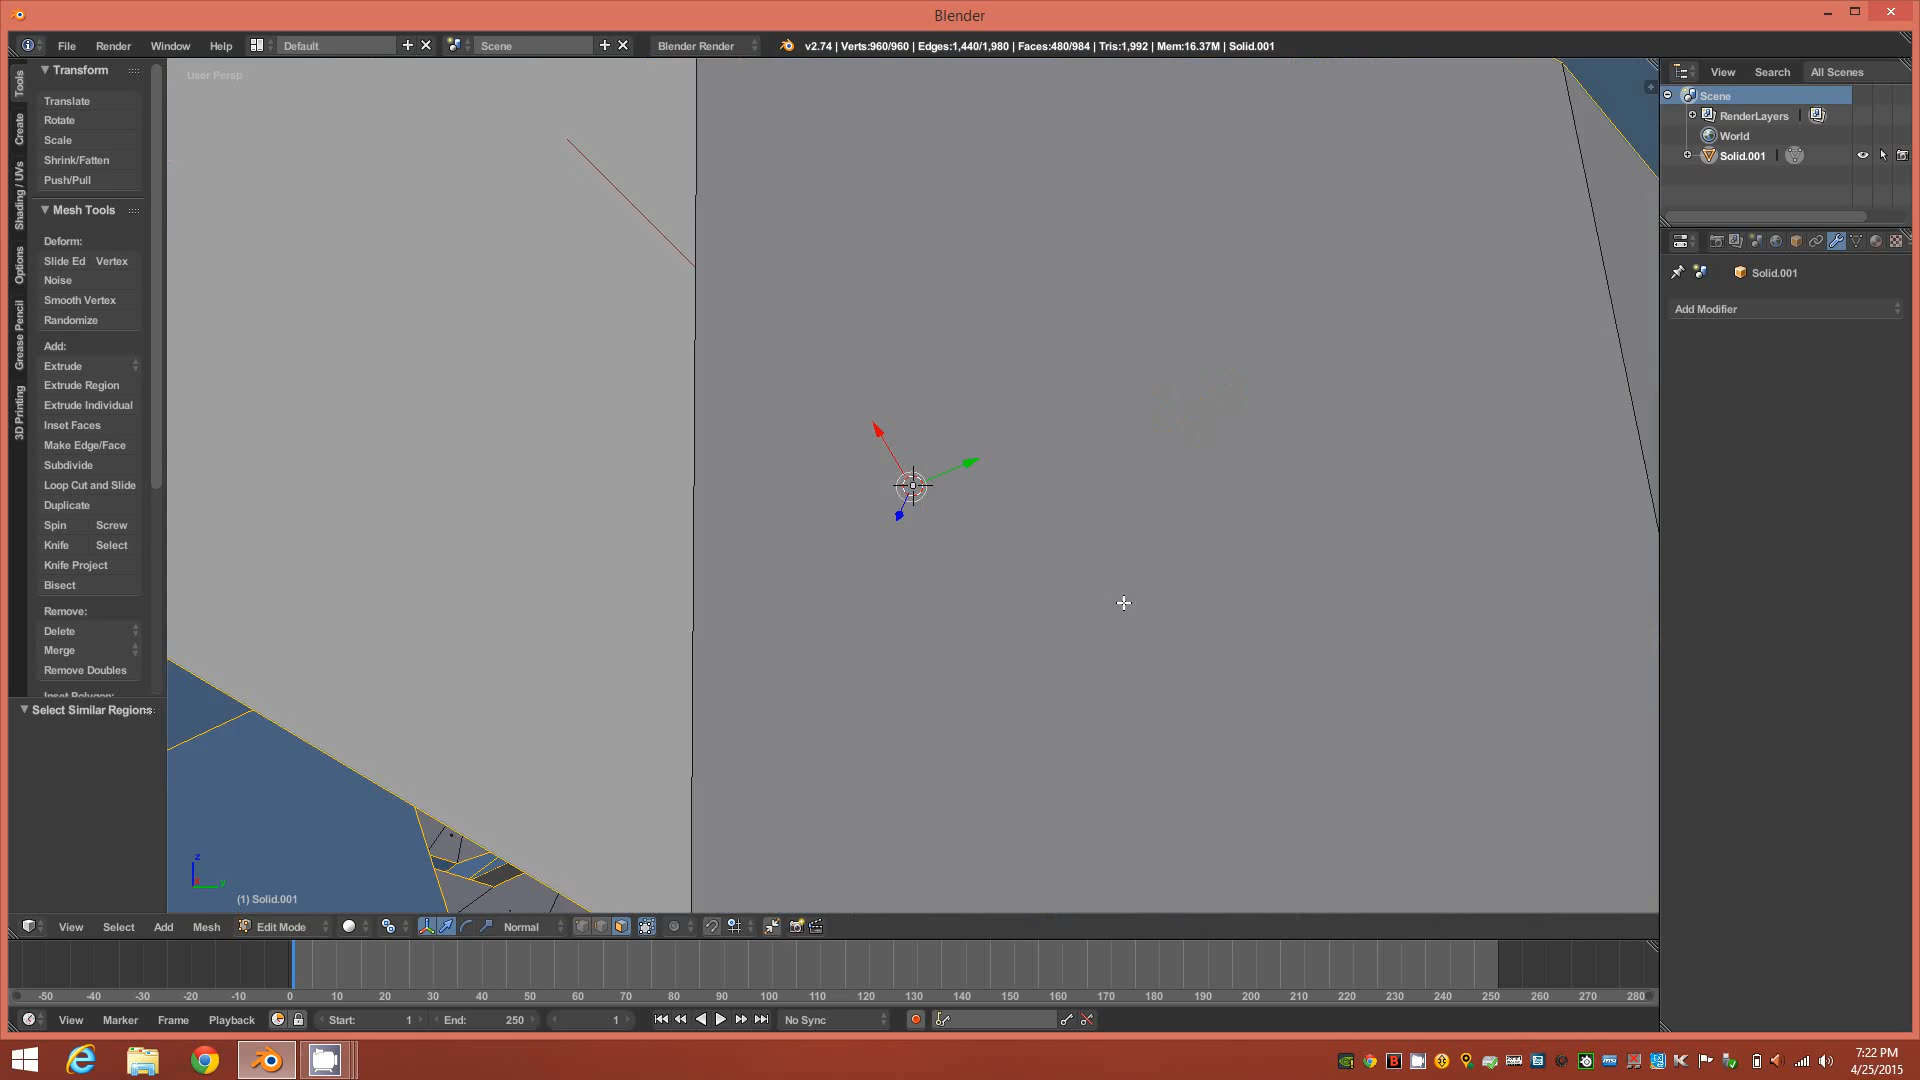 Blender
File Render Window Help Default Scene Blender Render v2.74 | Verts:960/960 | Edges:1,440/1,980 | Faces:480/984 | Tris:1,992 | Mem:16.37M | Solid.001
Tools
Create
Shading / UVs
Options
Grease Pencil
3D Printing
Transform
Translate
Rotate
Scale
Shrink/Fatten
Push/Pull
Mesh Tools
Deform:
Slide Ed Vertex
Noise
Smooth Vertex
Randomize
Add:
Extrude
Extrude Region
Extrude Individual
Inset Faces
Make Edge/Face
Subdivide
Loop Cut and Slide
Duplicate
Spin Screw
Knife Select
Knife Project
Bisect
Remove:
Delete
Merge
Remove Doubles
Inset Polygon:
Select Similar Regions
User Persp
z
y
(1) Solid.001
View Search All Scenes
Scene
RenderLayers
World
Solid.001
Solid.001
Add Modifier
View Select Add Mesh Edit Mode Normal
-50 -40 -30 -20 -10 0 10 20 30 40 50 60 70 80 90 100 110 120 130 140 150 160 170 180 190 200 210 220 230 240 250 260 270 280
View Marker Frame Playback Start: 1 End: 250 1 No Sync
7:22 PM
4/25/2015